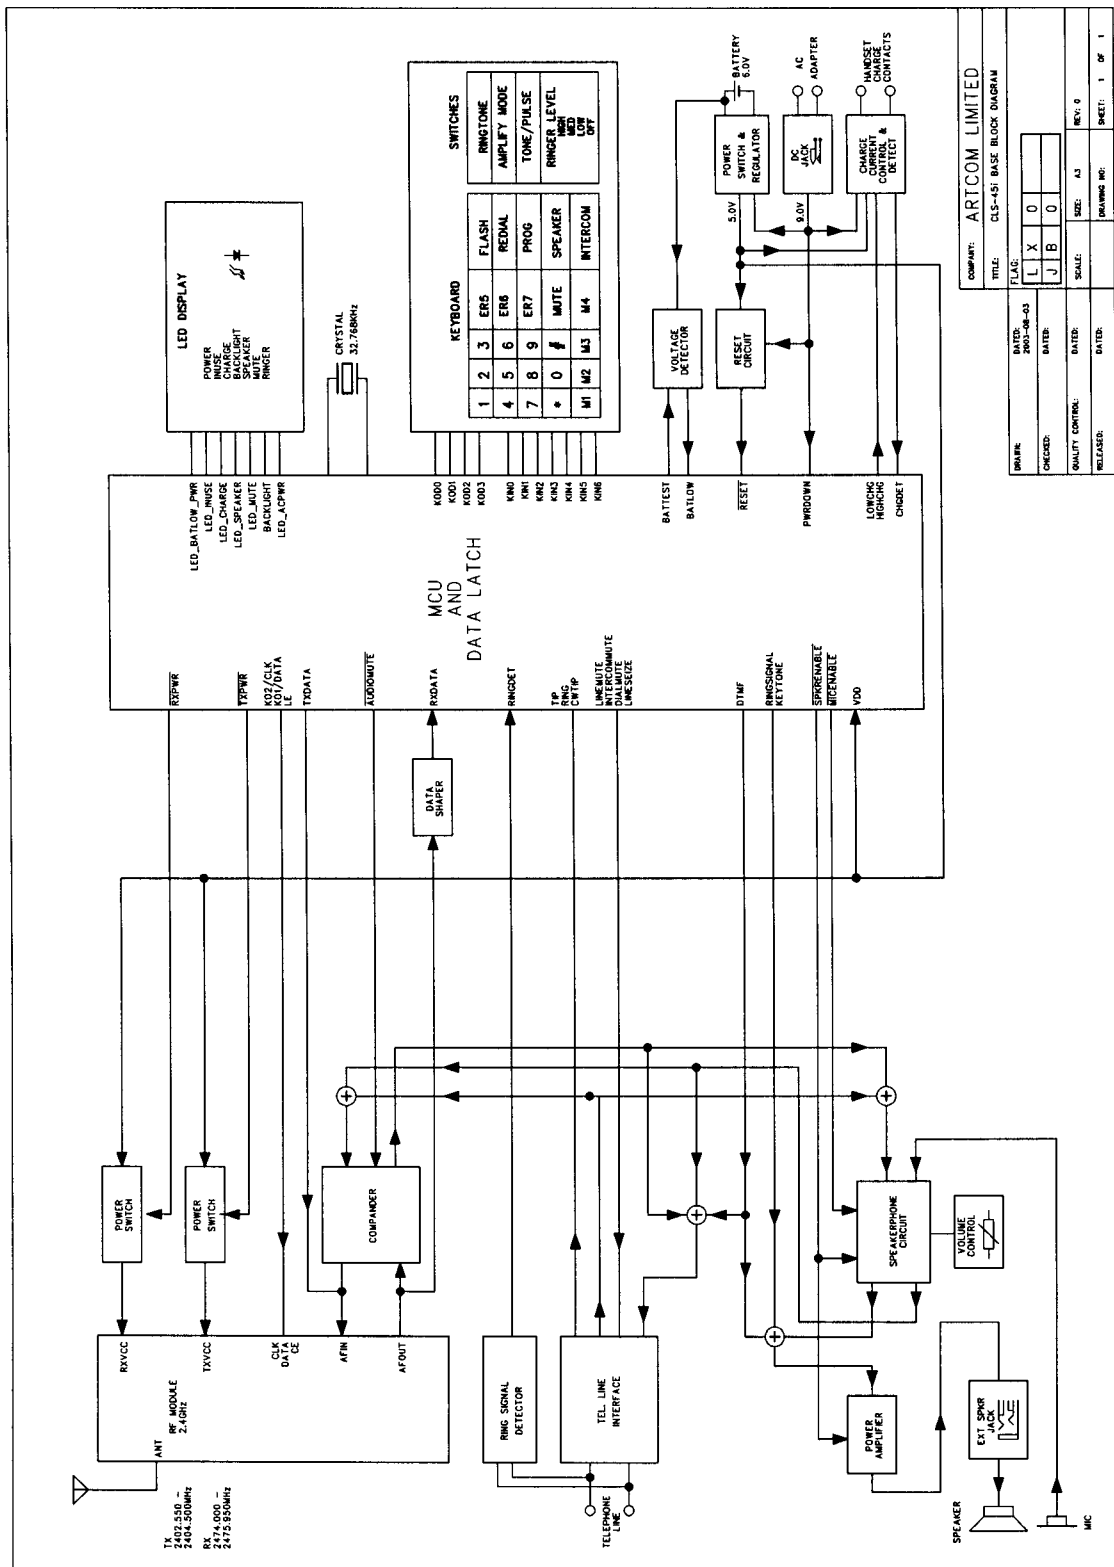 TX
2402.550 –
2404.500MHz
RX
2474.000 –
2475.950MHz
ANT
RF MODULE
2.4GHz
RXVCC
TXVCC
CLK
DATA
CE
AFIN
AFOUT
POWER
SWITCH
POWER
SWITCH
COMPANDER
DATA
SHAPER
RING SIGNAL
DETECTOR
TEL LINE
INTERFACE
TELEPHONE
LINE
POWER
AMPLIFIER
SPEAKERPHONE
CIRCUIT
VOLUME
CONTROL
EXT SPKR
JACK
SPEAKER
MIC
RXPWR
TXPWR
KO2/CLK
KO1/DATA
LE
TXDATA
AUDIOMUTE
RXDATA
RINGDET
TIP
RING
CWTIP
LINEMUTE
INTERCOMMUTE
DIALMUTE
LINESEIZE
DTMF
RINGSIGNAL
KEYTONE
SPKRENABLE
MICENABLE
VDD
MCU
AND
DATA LATCH
LED_BATLOW_PWR
LED_INUSE
LED_CHARGE
LED_SPEAKER
LED_MUTE
BACKLIGHT
LED_ACPWR
KOD0
KOD1
KOD2
KOD3
KIN0
KIN1
KIN2
KIN3
KIN4
KIN5
KIN6
BATTEST
BATLOW
RESET
PWRDOWN
LOWCHG
HIGHCHG
CHGDET
LED DISPLAY
POWER
INUSE
CHARGE
BACKLIGHT
SPEAKER
MUTE
RINGER
CRYSTAL
32.768KHz
KEYBOARD
SWITCHES
1 2 3 ER5 FLASH
4 5 6 ER6 REDIAL
7 8 9 ER7 PROG
* 0 # MUTE SPEAKER
M1 M2 M3 M4 INTERCOM
RINGTONE
AMPLIFY MODE
TONE/PULSE
RINGER LEVEL
HIGH
MED
LOW
OFF
VOLTAGE
DETECTOR
RESET
CIRCUIT
POWER
SWITCH &
REGULATOR
5.0V
BATTERY
6.0V
DC
JACK
9.0V
AC
ADAPTER
CHARGE
CURRENT
CONTROL &
DETECT
HANDSET
CHARGE
CONTACTS
COMPANY: ARTCOM LIMITED
TITLE: CLS-45i BASE BLOCK DIAGRAM
DRAWN: DATED: 2003-08-03
FLAG:
L X 0
J B 0
CHECKED: DATED:
QUALITY CONTROL: DATED: SCALE: SIZE: A3 REV: 0
RELEASED: DATED: DRAWING NO: SHEET: 1 OF 1